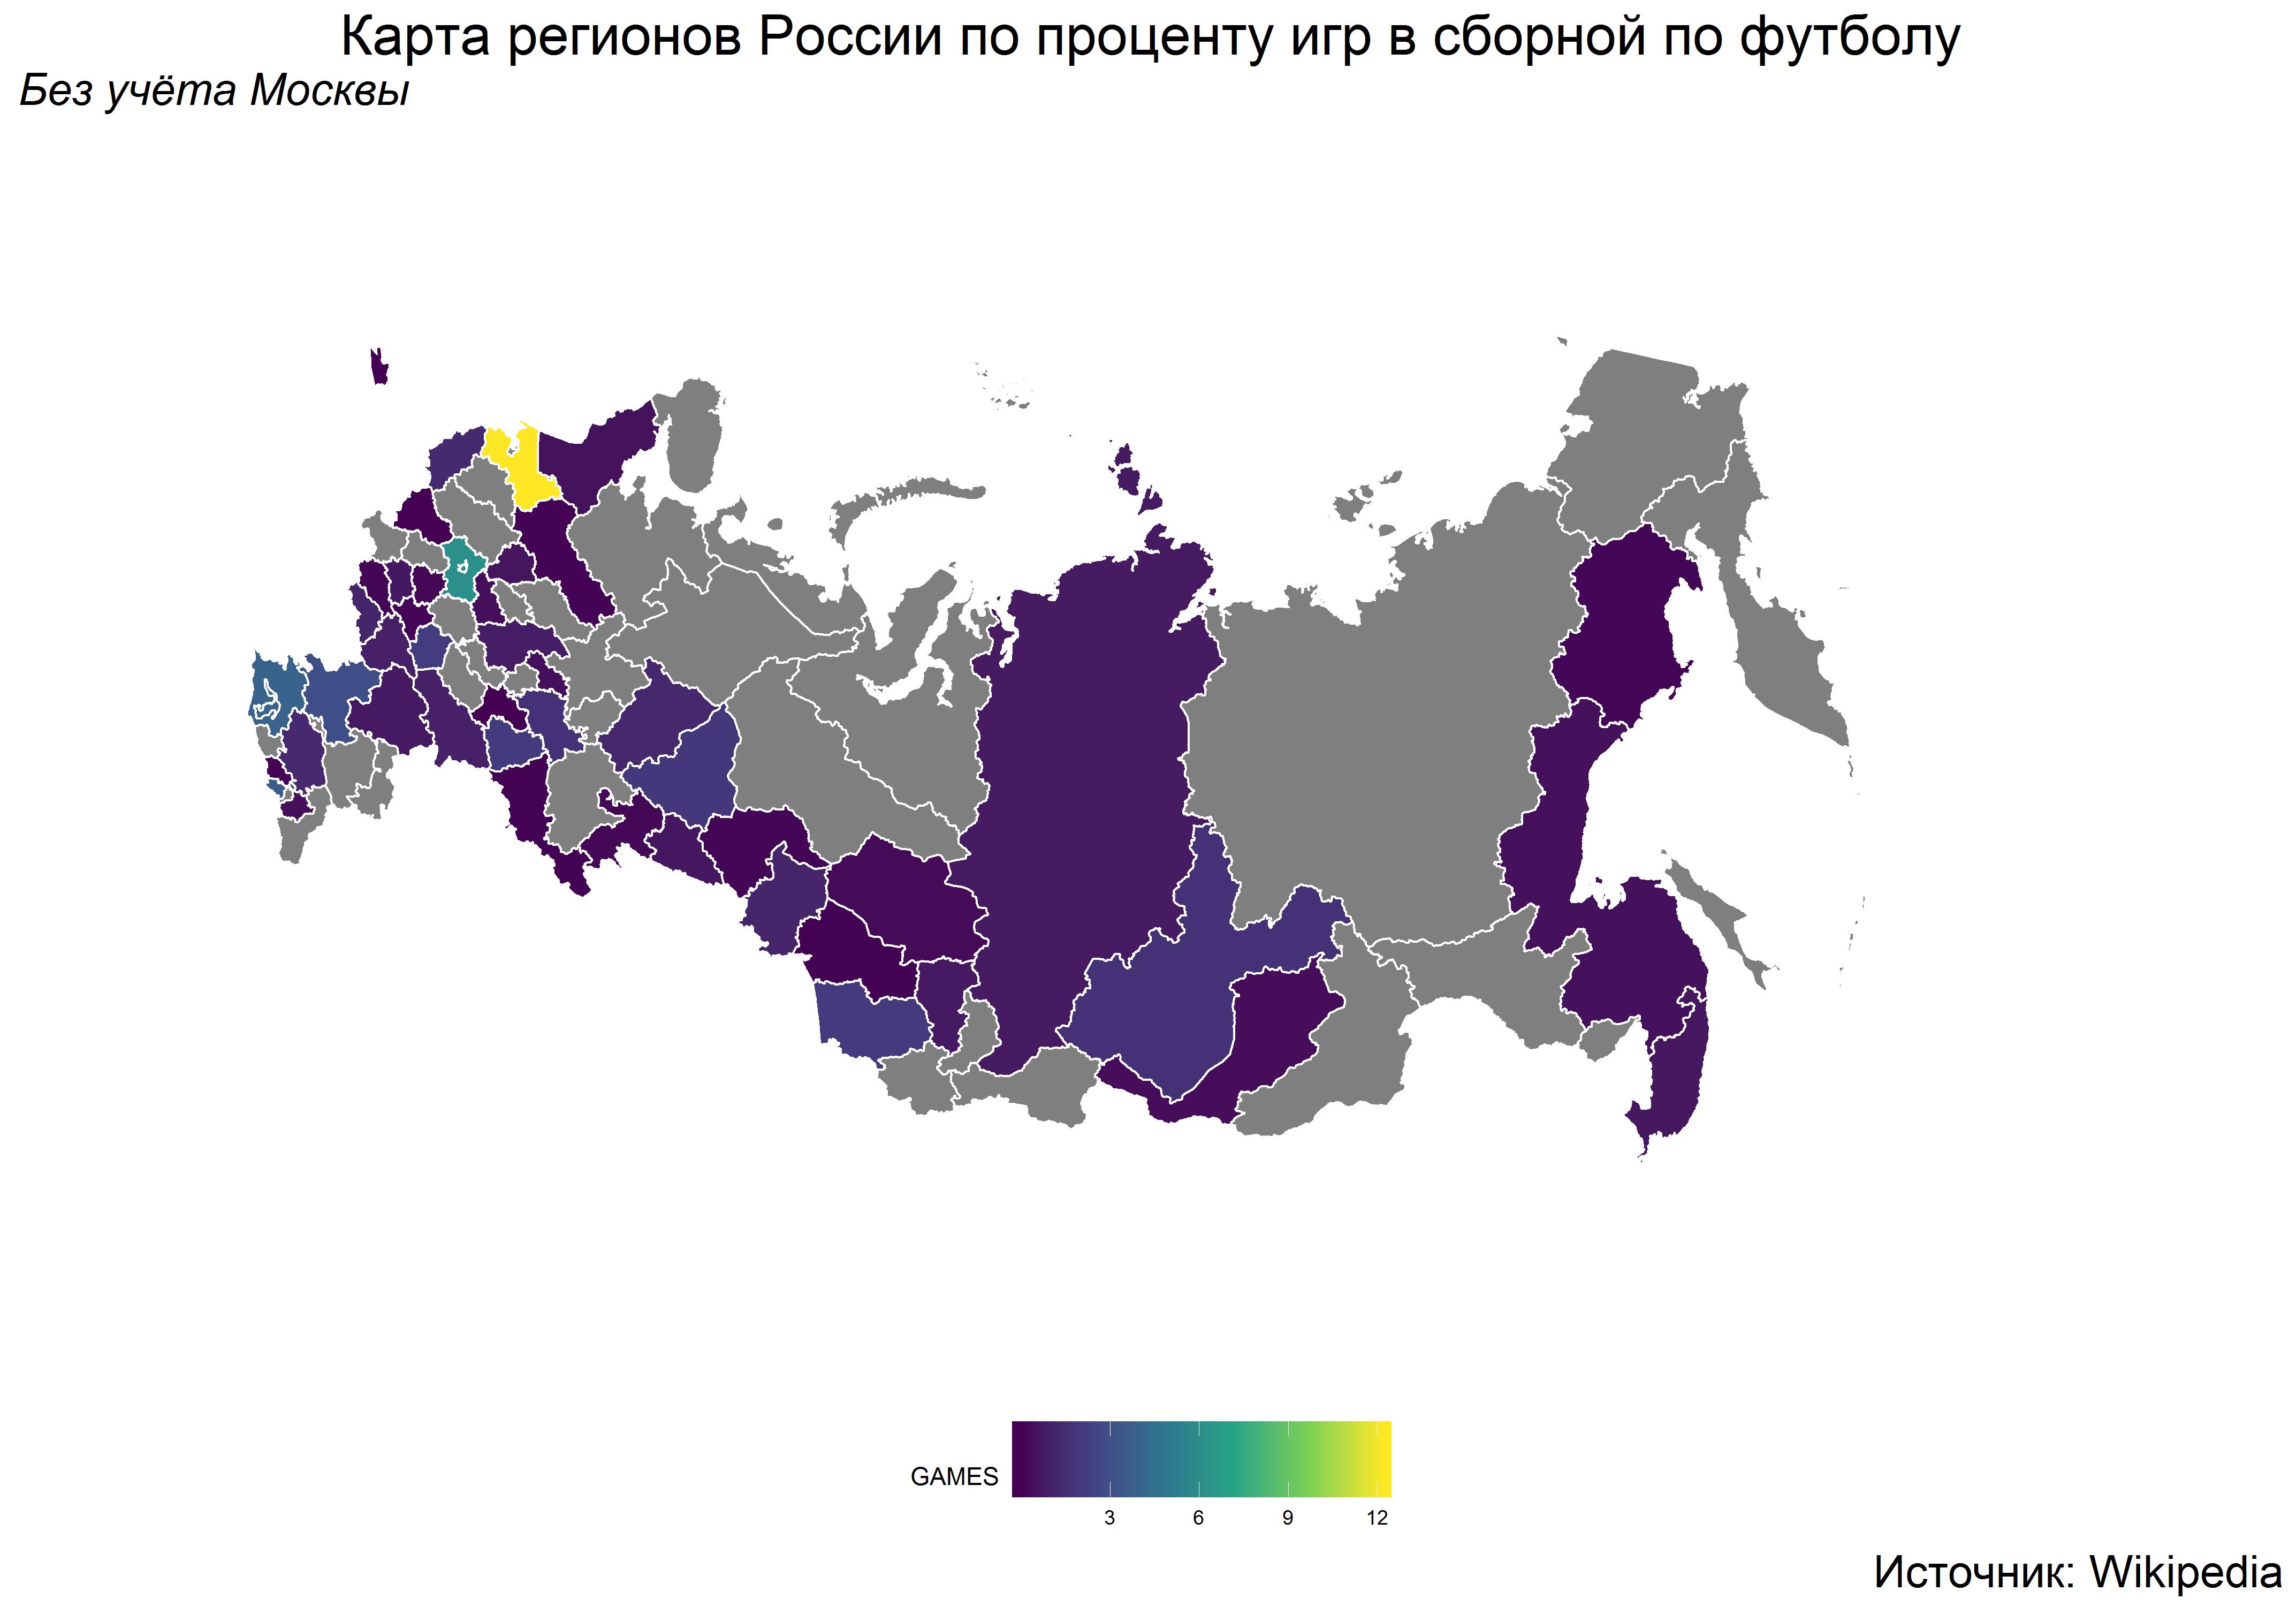 Карта регионов России по проценту игр в сборной по футболу
Без учёта Москвы
GAMES
3 6 9 12
Источник: Wikipedia